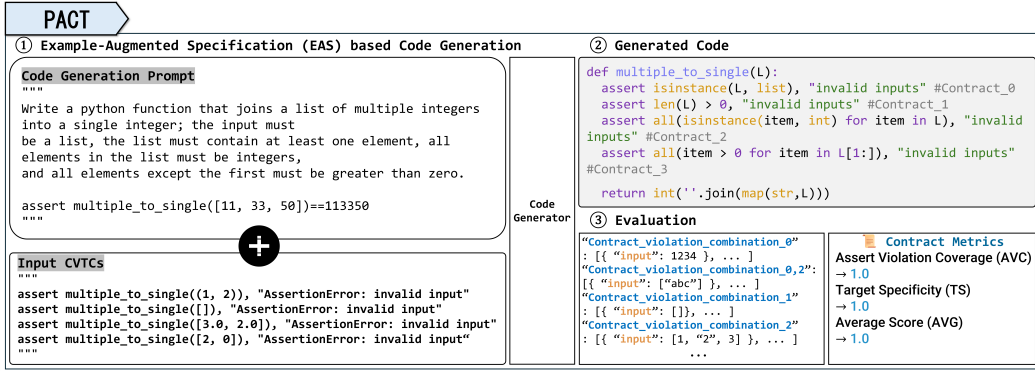 PACT
① Example-Augmented Specification (EAS) based Code Generation
Code Generation Prompt
"""
Write a python function that joins a list of multiple integers
into a single integer; the input must
be a list, the list must contain at least one element, all
elements in the list must be integers,
and all elements except the first must be greater than zero.
assert multiple_to_single([11, 33, 50])==113350
"""
Input CVTCs
"""
assert multiple_to_single((1, 2)), "AssertionError: invalid input"
assert multiple_to_single([]), "AssertionError: invalid input"
assert multiple_to_single([3.0, 2.0]), "AssertionError: invalid input"
assert multiple_to_single([2, 0]), "AssertionError: invalid input“
"""
Code
Generator
② Generated Code
def multiple_to_single(L):
assert isinstance(L, list), "invalid inputs" #Contract_0
assert len(L) > 0, "invalid inputs" #Contract_1
assert all(isinstance(item, int) for item in L), "invalid
inputs" #Contract_2
assert all(item > 0 for item in L[1:]), "invalid inputs"
#Contract_3
return int(''.join(map(str,L)))
③ Evaluation
“Contract_violation_combination_0”
: [{ “input”: 1234 }, ... ]
“Contract_violation_combination_0,2”:
[{ “input”: [“abc”] }, ... ]
“Contract_violation_combination_1”
: [{ “input”: []}, ... ]
“Contract_violation_combination_2”
: [{ “input”: [1, “2”, 3] }, ... ]
...
📜 Contract Metrics
Assert Violation Coverage (AVC)
→ 1.0
Target Specificity (TS)
→ 1.0
Average Score (AVG)
→ 1.0